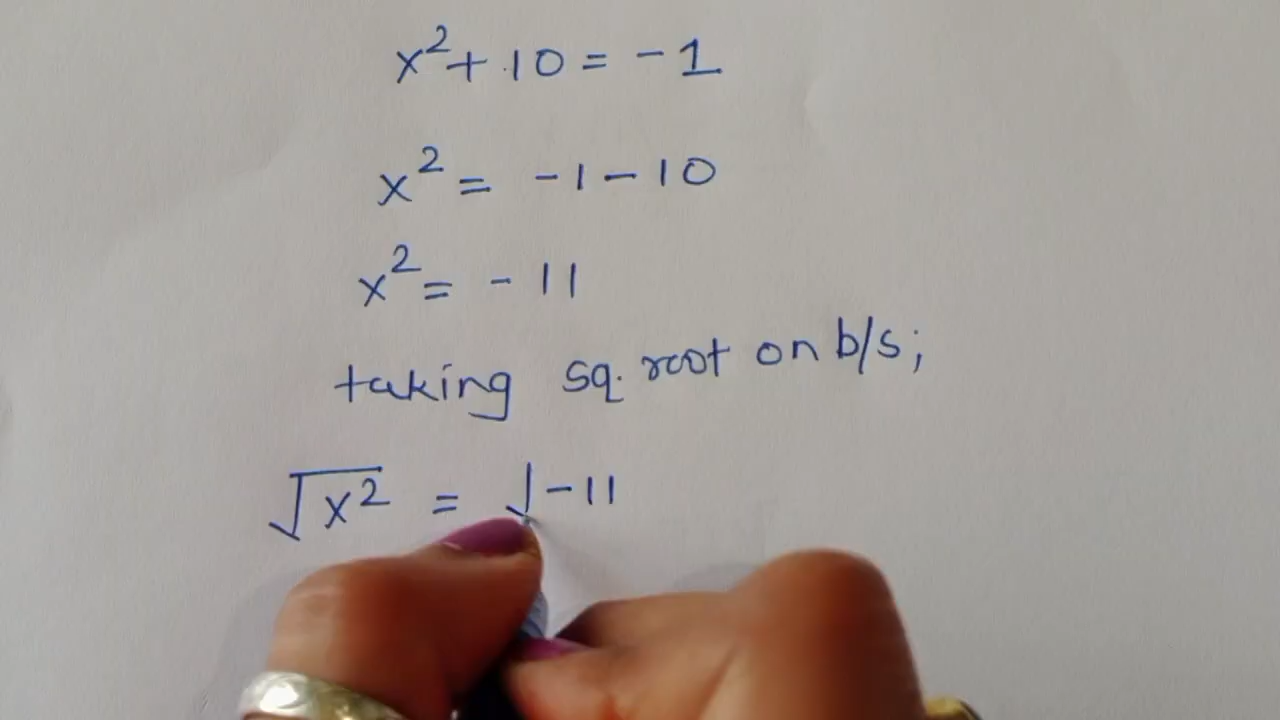 x² + 10 = -1
x² = -1-10
x² = -11
taking sq. root on b/s;
√x² = √-11